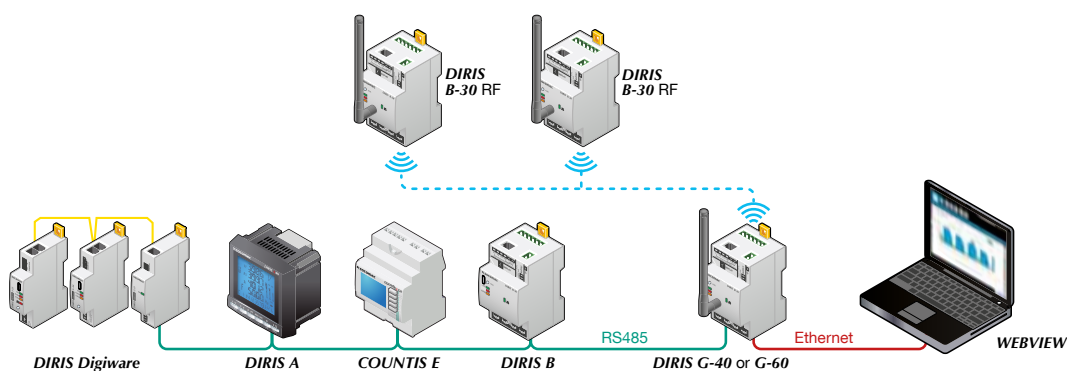 DIRIS
B-30 RF
DIRIS
B-30 RF
RS485
Ethernet
DIRIS Digiware
DIRIS A
COUNTIS E
DIRIS B
DIRIS G-40 or G-60
WEBVIEW